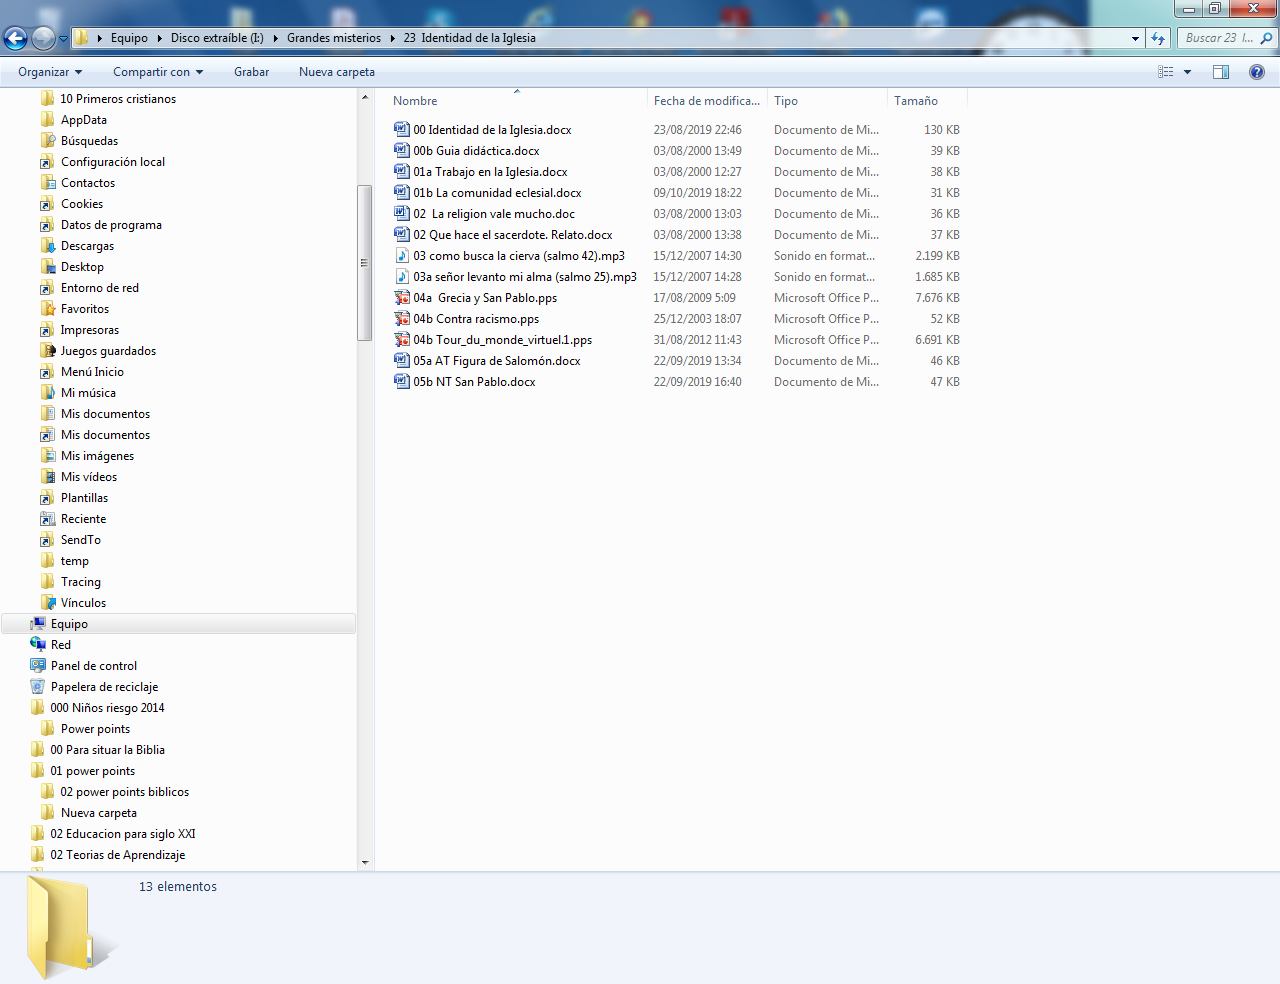 Equipo ▸ Disco extraíble (I:) ▸ Grandes misterios ▸ 23 Identidad de la Iglesia
Buscar 23 I...
Organizar Compartir con Grabar Nueva carpeta
10 Primeros cristianos
AppData
Búsquedas
Configuración local
Contactos
Cookies
Datos de programa
Descargas
Desktop
Entorno de red
Favoritos
Impresoras
Juegos guardados
Menú Inicio
Mi música
Mis documentos
Mis documentos
Mis imágenes
Mis vídeos
Plantillas
Reciente
SendTo
temp
Tracing
Vínculos
Equipo
Red
Panel de control
Papelera de reciclaje
000 Niños riesgo 2014
Power points
00 Para situar la Biblia
01 power points
02 power points biblicos
Nueva carpeta
02 Educacion para siglo XXI
02 Teorias de Aprendizaje
Nombre Fecha de modifica... Tipo Tamaño
00 Identidad de la Iglesia.docx 23/08/2019 22:46 Documento de Mi... 130 KB
00b Guia didáctica.docx 03/08/2000 13:49 Documento de Mi... 39 KB
01a Trabajo en la Iglesia.docx 03/08/2000 12:27 Documento de Mi... 38 KB
01b La comunidad eclesial.docx 09/10/2019 18:22 Documento de Mi... 31 KB
02  La religion vale mucho.doc 03/08/2000 13:03 Documento de Mi... 36 KB
02 Que hace el sacerdote. Relato.docx 03/08/2000 13:38 Documento de Mi... 37 KB
03 como busca la cierva (salmo 42).mp3 15/12/2007 14:30 Sonido en format... 2.199 KB
03a señor levanto mi alma (salmo 25).mp3 15/12/2007 14:28 Sonido en format... 1.685 KB
04a  Grecia y San Pablo.pps 17/08/2009 5:09 Microsoft Office P... 7.676 KB
04b Contra racismo.pps 25/12/2003 18:07 Microsoft Office P... 52 KB
04b Tour_du_monde_virtuel.1.pps 31/08/2012 11:43 Microsoft Office P... 6.691 KB
05a AT Figura de Salomón.docx 22/09/2019 13:34 Documento de Mi... 46 KB
05b NT San Pablo.docx 22/09/2019 16:40 Documento de Mi... 47 KB
13 elementos